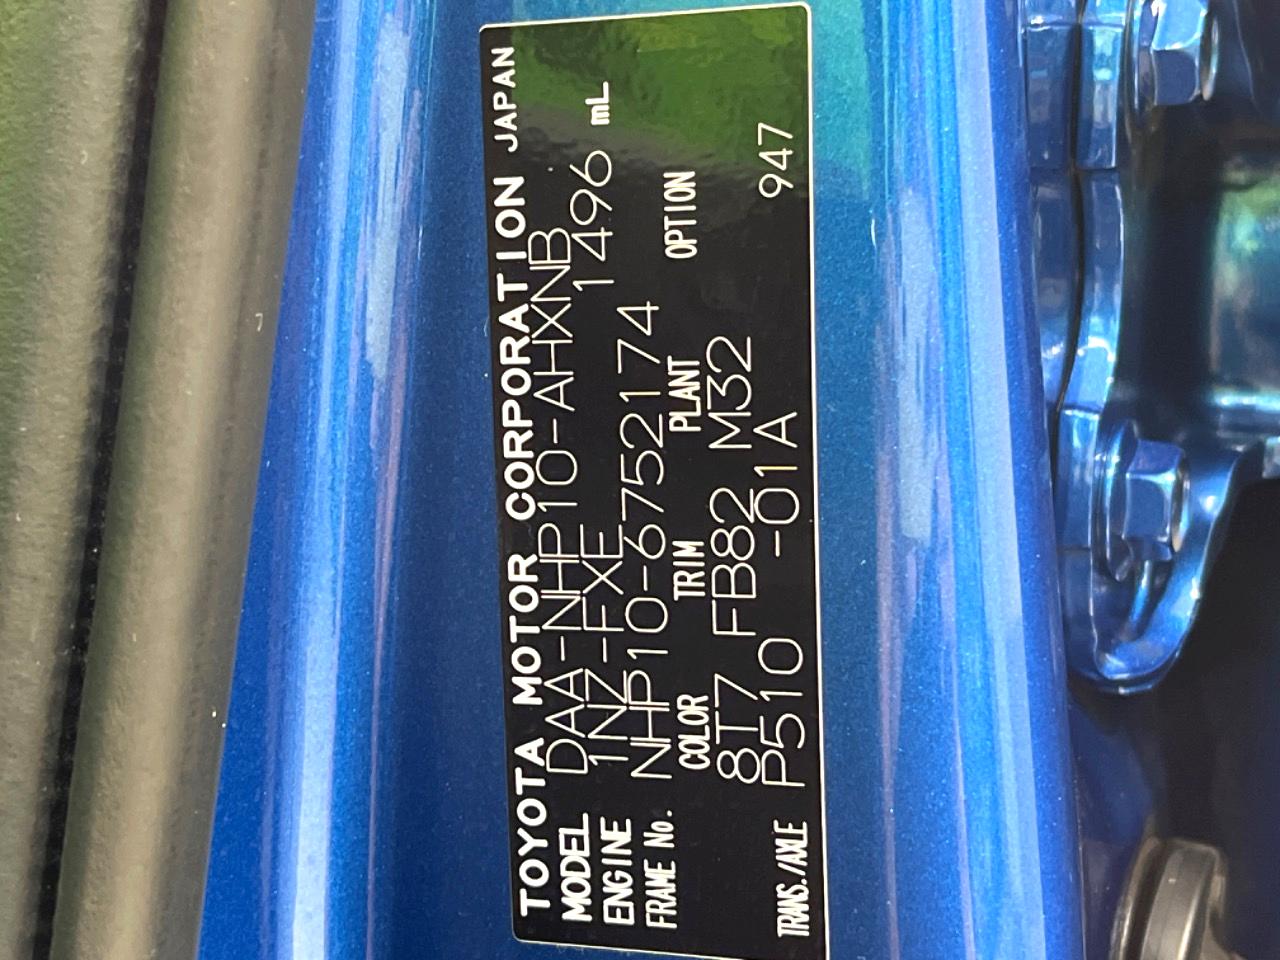 TOYOTA MOTOR CORPORATION JAPAN
MODEL DAA-NHP10-AHXNB
ENGINE 1NZ-FXE 1496 mL
FRAME No. NHP10-6752174
COLOR TRIM PLANT OPTION
8T7 FB82 M32
TRANS./AXLE P510 -01A 947